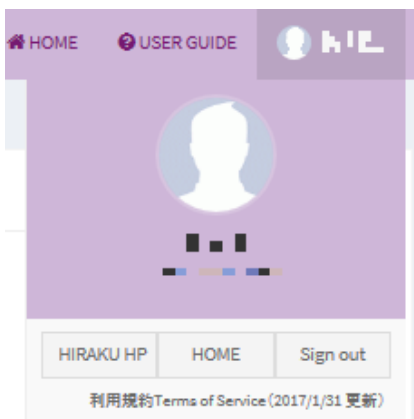 HOME USER GUIDE
HIRAKU HP HOME Sign out
利用規約Terms of Service(2017/1/31 更新)